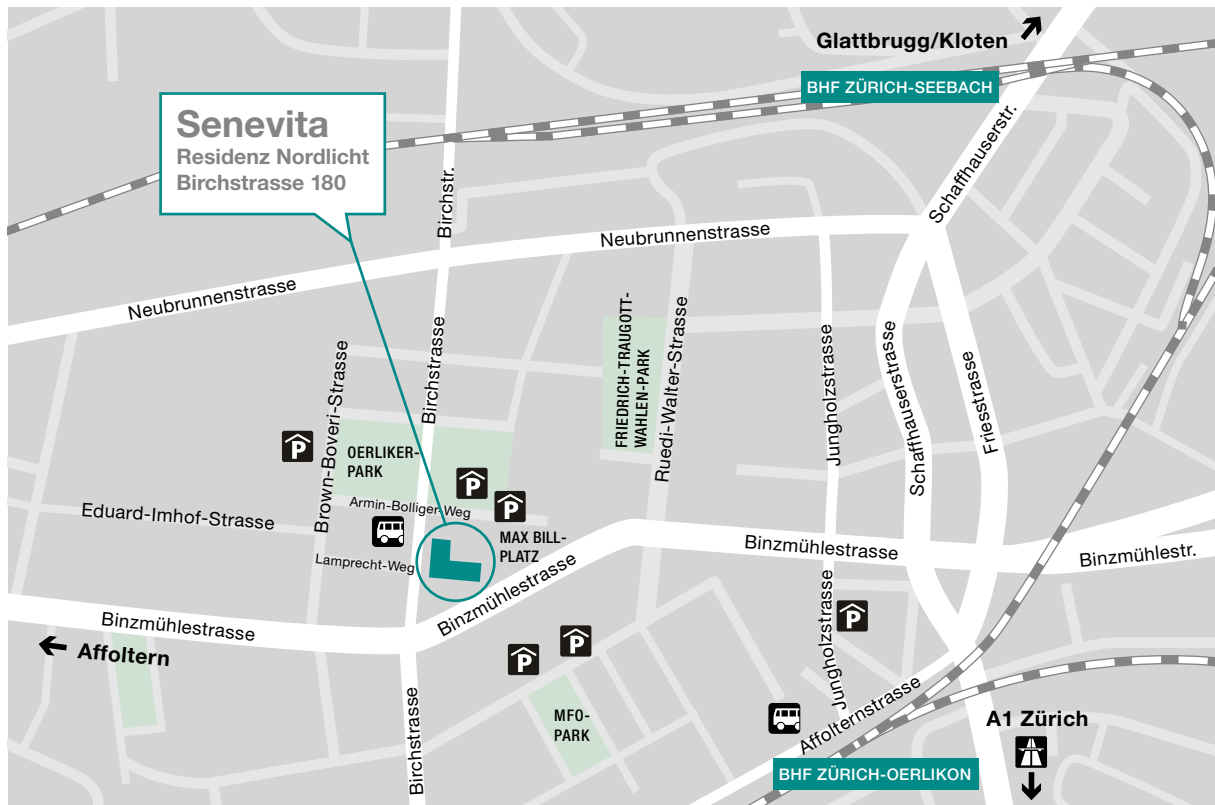 Glattbrugg/Kloten
BHF ZÜRICH-SEEBACH
Senevita
Residenz Nordlicht
Birchstrasse 180
Birchstr.
Schaffhauserstr.
Neubrunnenstrasse
Neubrunnenstrasse
Birchstrasse
Brown-Boveri-Strasse
FRIEDRICH-TRAUGOTT-
WAHLEN-PARK
Ruedi-Walter-Strasse
Jungholzstrasse
Schaffhauserstrasse
Friesstrasse
P
OERLIKER-
PARK
P
Armin-Bolliger-Weg
P
Eduard-Imhof-Strasse
MAX BILL-
PLATZ
Lamprecht-Weg
Binzmühlestrasse
Binzmühlestr.
Binzmühlestrasse
Binzmühlestrasse
Affoltern
P
P
P
Jungholzstrasse
Birchstrasse
MFO-
PARK
Affolternstrasse
A1 Zürich
BHF ZÜRICH-OERLIKON